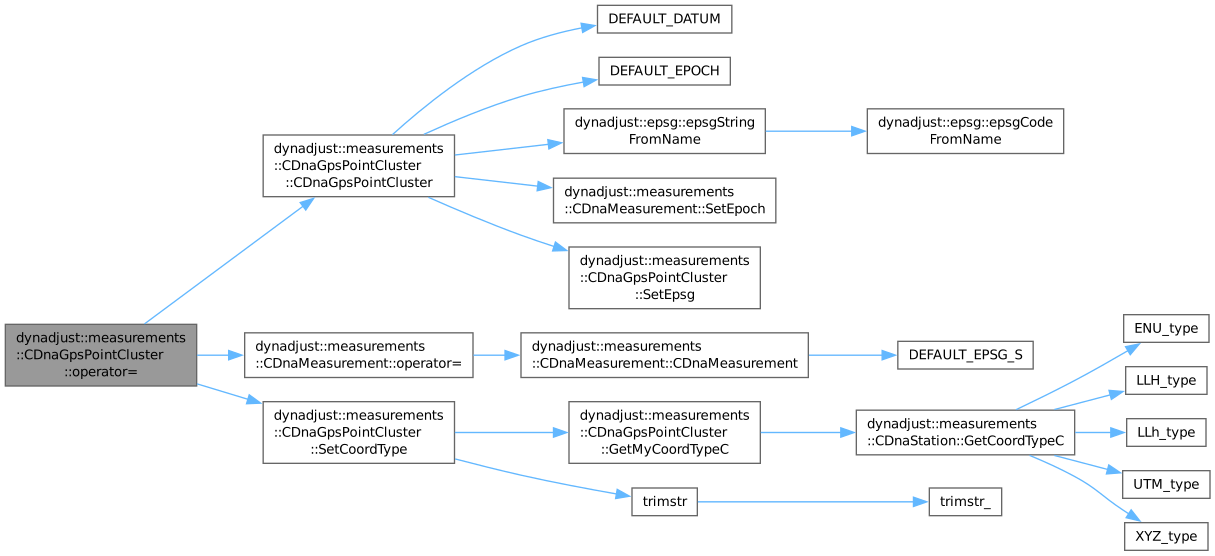 DEFAULT_DATUM
DEFAULT_EPOCH
dynadjust::epsg::epsgString
FromName
dynadjust::epsg::epsgCode
FromName
dynadjust::measurements
::CDnaGpsPointCluster
::CDnaGpsPointCluster
dynadjust::measurements
::CDnaMeasurement::SetEpoch
dynadjust::measurements
::CDnaGpsPointCluster
::SetEpsg
dynadjust::measurements
::CDnaGpsPointCluster
::operator=
dynadjust::measurements
::CDnaMeasurement::operator=
dynadjust::measurements
::CDnaMeasurement::CDnaMeasurement
DEFAULT_EPSG_S
dynadjust::measurements
::CDnaGpsPointCluster
::SetCoordType
dynadjust::measurements
::CDnaGpsPointCluster
::GetMyCoordTypeC
dynadjust::measurements
::CDnaStation::GetCoordTypeC
ENU_type
LLH_type
LLh_type
UTM_type
XYZ_type
trimstr
trimstr_